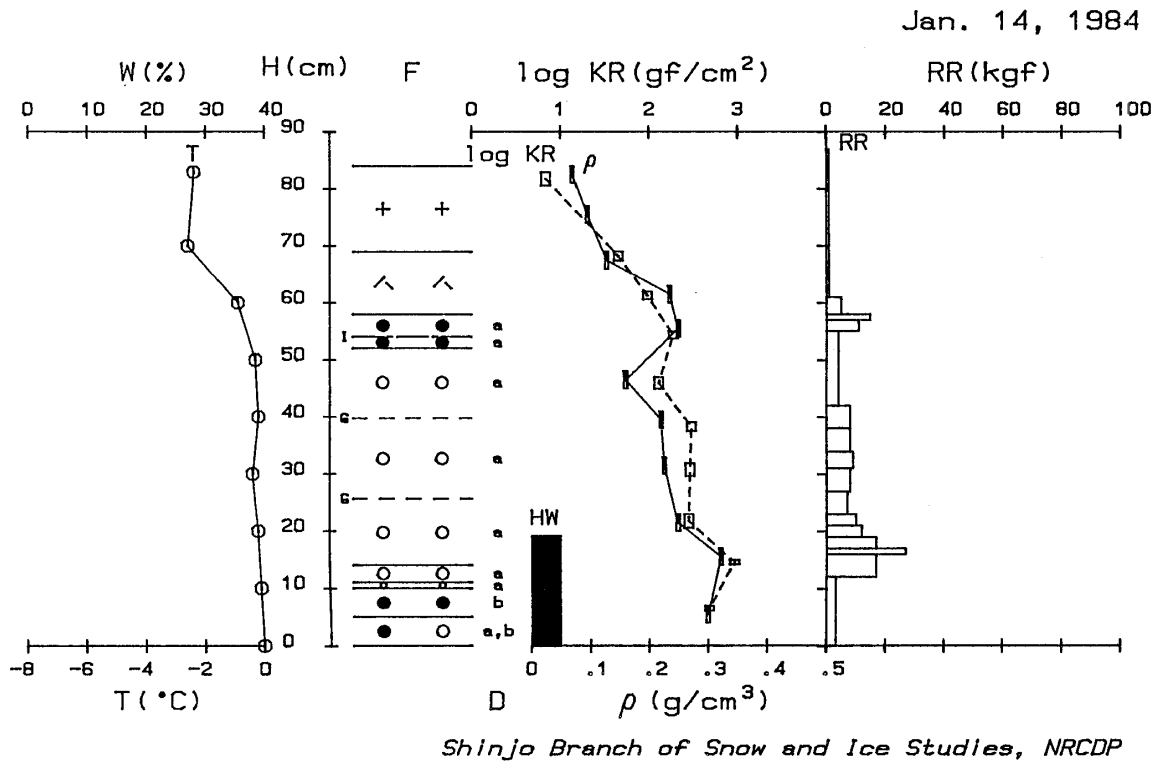 Jan. 14, 1984
W(%) H(cm) F log KR(gf/cm²) RR(kgf)
0 10 20 30 40 0 1 2 3 0 20 40 60 80 100
90
T log KR ρ RR
80
70
60
a
I
a
50
a
40
G
a
30
G
20 HW
a
a
10 a
b
0 a,b
-8 -6 -4 -2 0 0 .1 .2 .3 .4 .5
T(°C) D ρ(g/cm³)
Shinjo Branch of Snow and Ice Studies, NRCDP